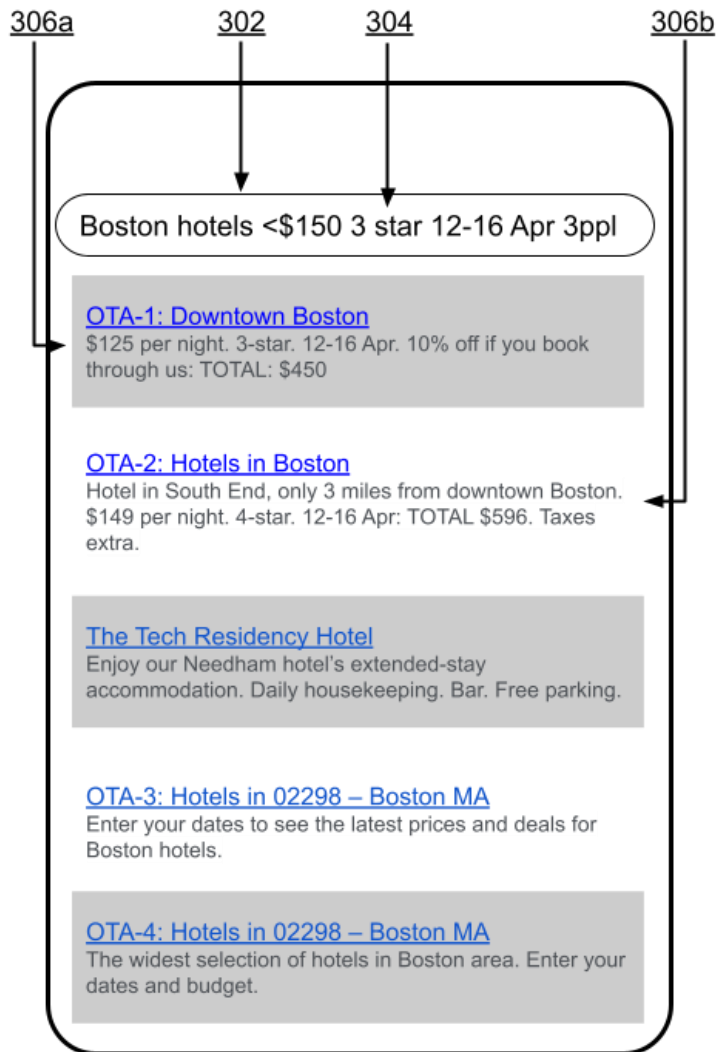 306a 302 304 306b
Boston hotels <$150 3 star 12-16 Apr 3ppl
OTA-1: Downtown Boston
$125 per night. 3-star. 12-16 Apr. 10% off if you book
through us: TOTAL: $450
OTA-2: Hotels in Boston
Hotel in South End, only 3 miles from downtown Boston.
$149 per night. 4-star. 12-16 Apr: TOTAL $596. Taxes
extra.
The Tech Residency Hotel
Enjoy our Needham hotel's extended-stay
accommodation. Daily housekeeping. Bar. Free parking.
OTA-3: Hotels in 02298 – Boston MA
Enter your dates to see the latest prices and deals for
Boston hotels.
OTA-4: Hotels in 02298 – Boston MA
The widest selection of hotels in Boston area. Enter your
dates and budget.